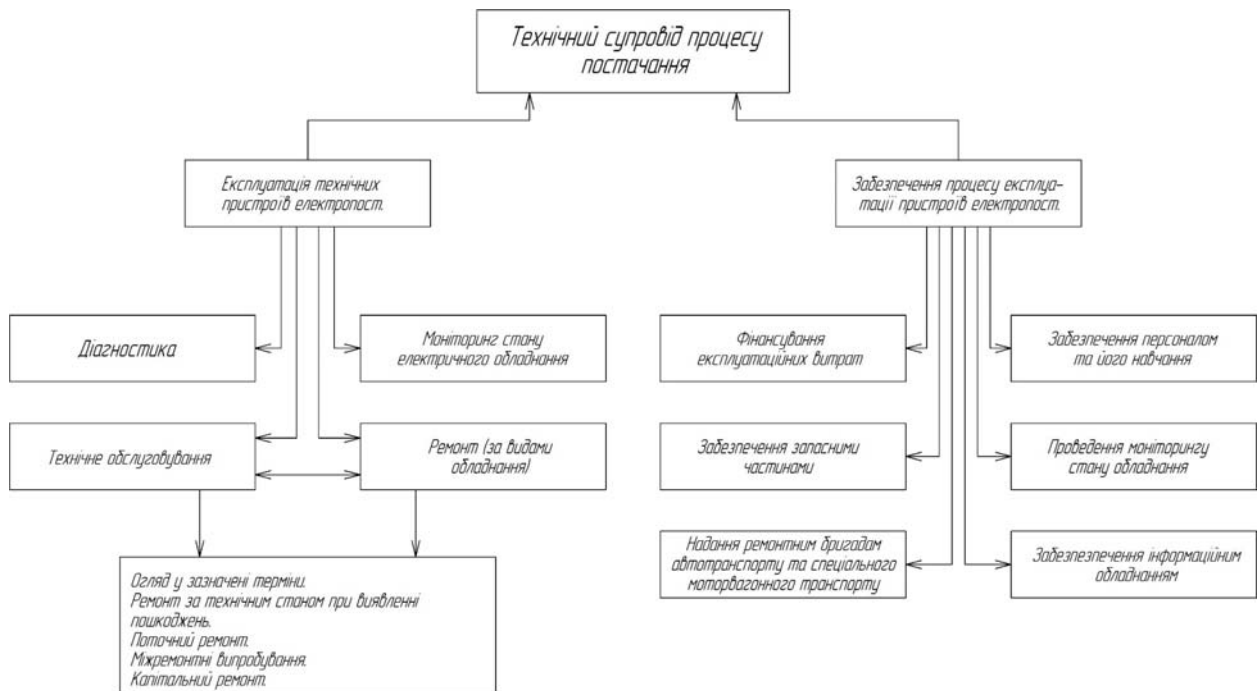 Технічний супровід процесу
постачання
Експлуатація технічних
пристроїв електропост.
Забезпечення процесу експлуа-
тації пристроїв електропост.
Діагностика
Моніторинг стану
електричного обладнання
Фінансування
експлуатаційних витрат
Забезпечення персоналом
та його навчання
Технічне обслуговування
Ремонт (за видами
обладнання)
Забезпечення запасними
частинами
Проведення моніторингу
стану обладнання
Надання ремонтним бригадам
автотранспорту та спеціального
моторвагонного транспорту
Забезпезпечення інформаційним
обладнанням
Огляд у зазначені терміни.
Ремонт за технічним станом при виявленні
пошкоджень.
Поточний ремонт.
Міжремонтні випробування.
Капітальний ремонт.